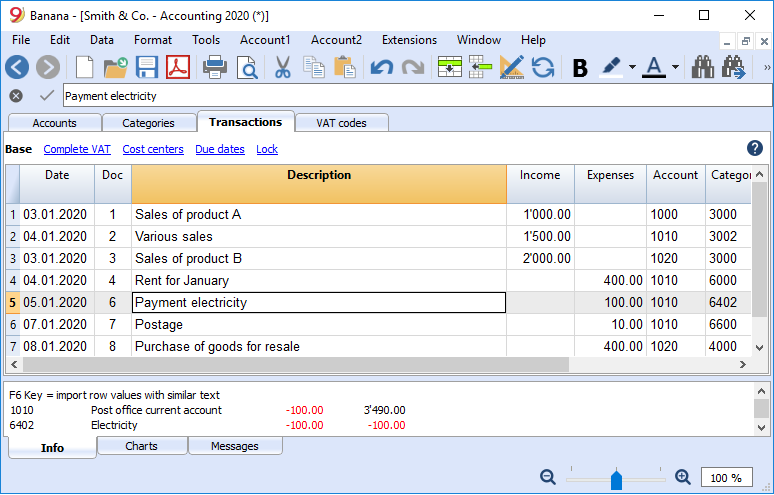 Banana - [Smith & Co. - Accounting 2020 (*)]
File Edit Data Format Tools Account1 Account2 Extensions Window Help
B A
Payment electricity
Accounts Categories Transactions VAT codes
Base Complete VAT Cost centers Due dates Lock
Date Doc Description Income Expenses Account Categor
1 03.01.2020 1 Sales of product A 1'000.00 1000 3000
2 04.01.2020 2 Various sales 1'500.00 1010 3002
3 03.01.2020 3 Sales of product B 2'000.00 1020 3000
4 04.01.2020 4 Rent for January 400.00 1010 6000
5 05.01.2020 6 Payment electricity 100.00 1010 6402
6 07.01.2020 7 Postage 10.00 1010 6600
7 08.01.2020 8 Purchase of goods for resale 400.00 1020 4000
F6 Key = import row values with similar text
1010 Post office current account -100.00 3'490.00
6402 Electricity -100.00 -100.00
Info Charts Messages
100 %